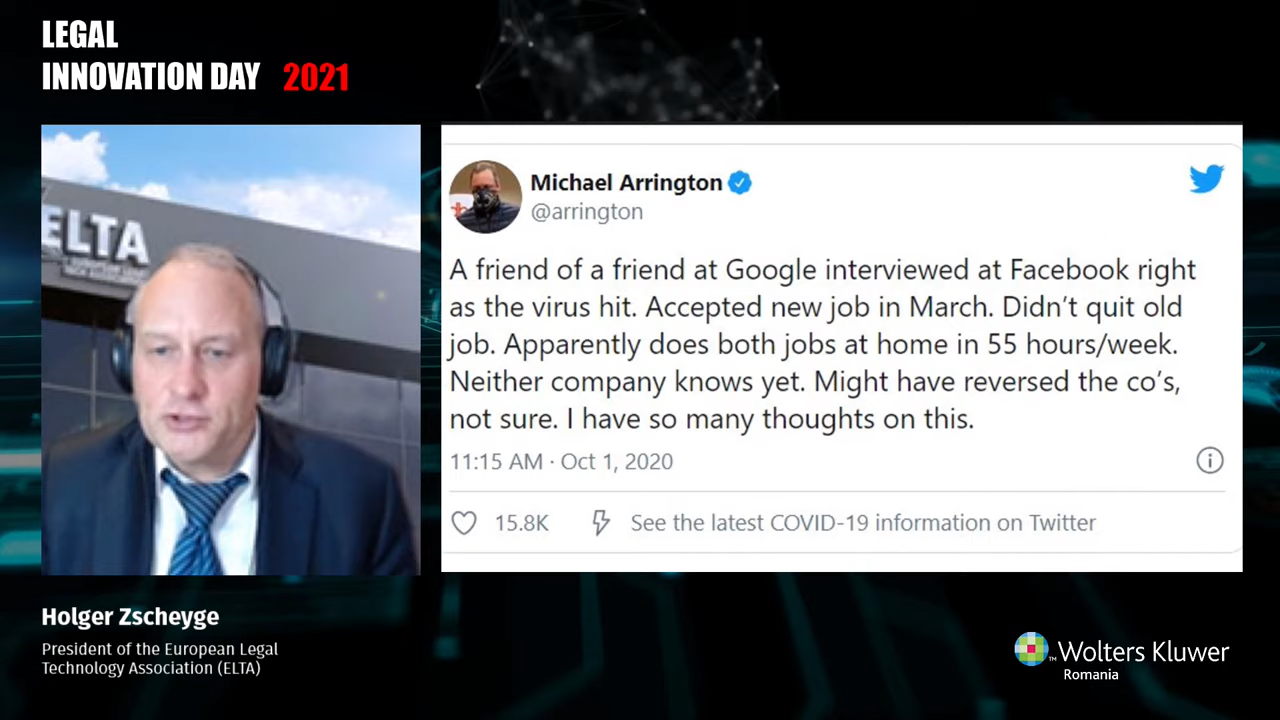 LEGAL
INNOVATION DAY 2021
ELTA
Michael Arrington
@arrington
A friend of a friend at Google interviewed at Facebook right
as the virus hit. Accepted new job in March. Didn’t quit old
job. Apparently does both jobs at home in 55 hours/week.
Neither company knows yet. Might have reversed the co’s,
not sure. I have so many thoughts on this.
11:15 AM · Oct 1, 2020
15.8K See the latest COVID-19 information on Twitter
Holger Zscheyge
President of the European Legal
Technology Association (ELTA)
TM Wolters Kluwer
Romania